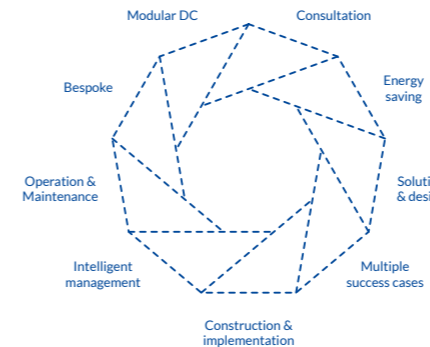 Modular DC
Consultation
Energy
saving
Bespoke
Operation &
Maintenance
& 
Multiple
success cases
Intelligent
management
Construction &
implementation